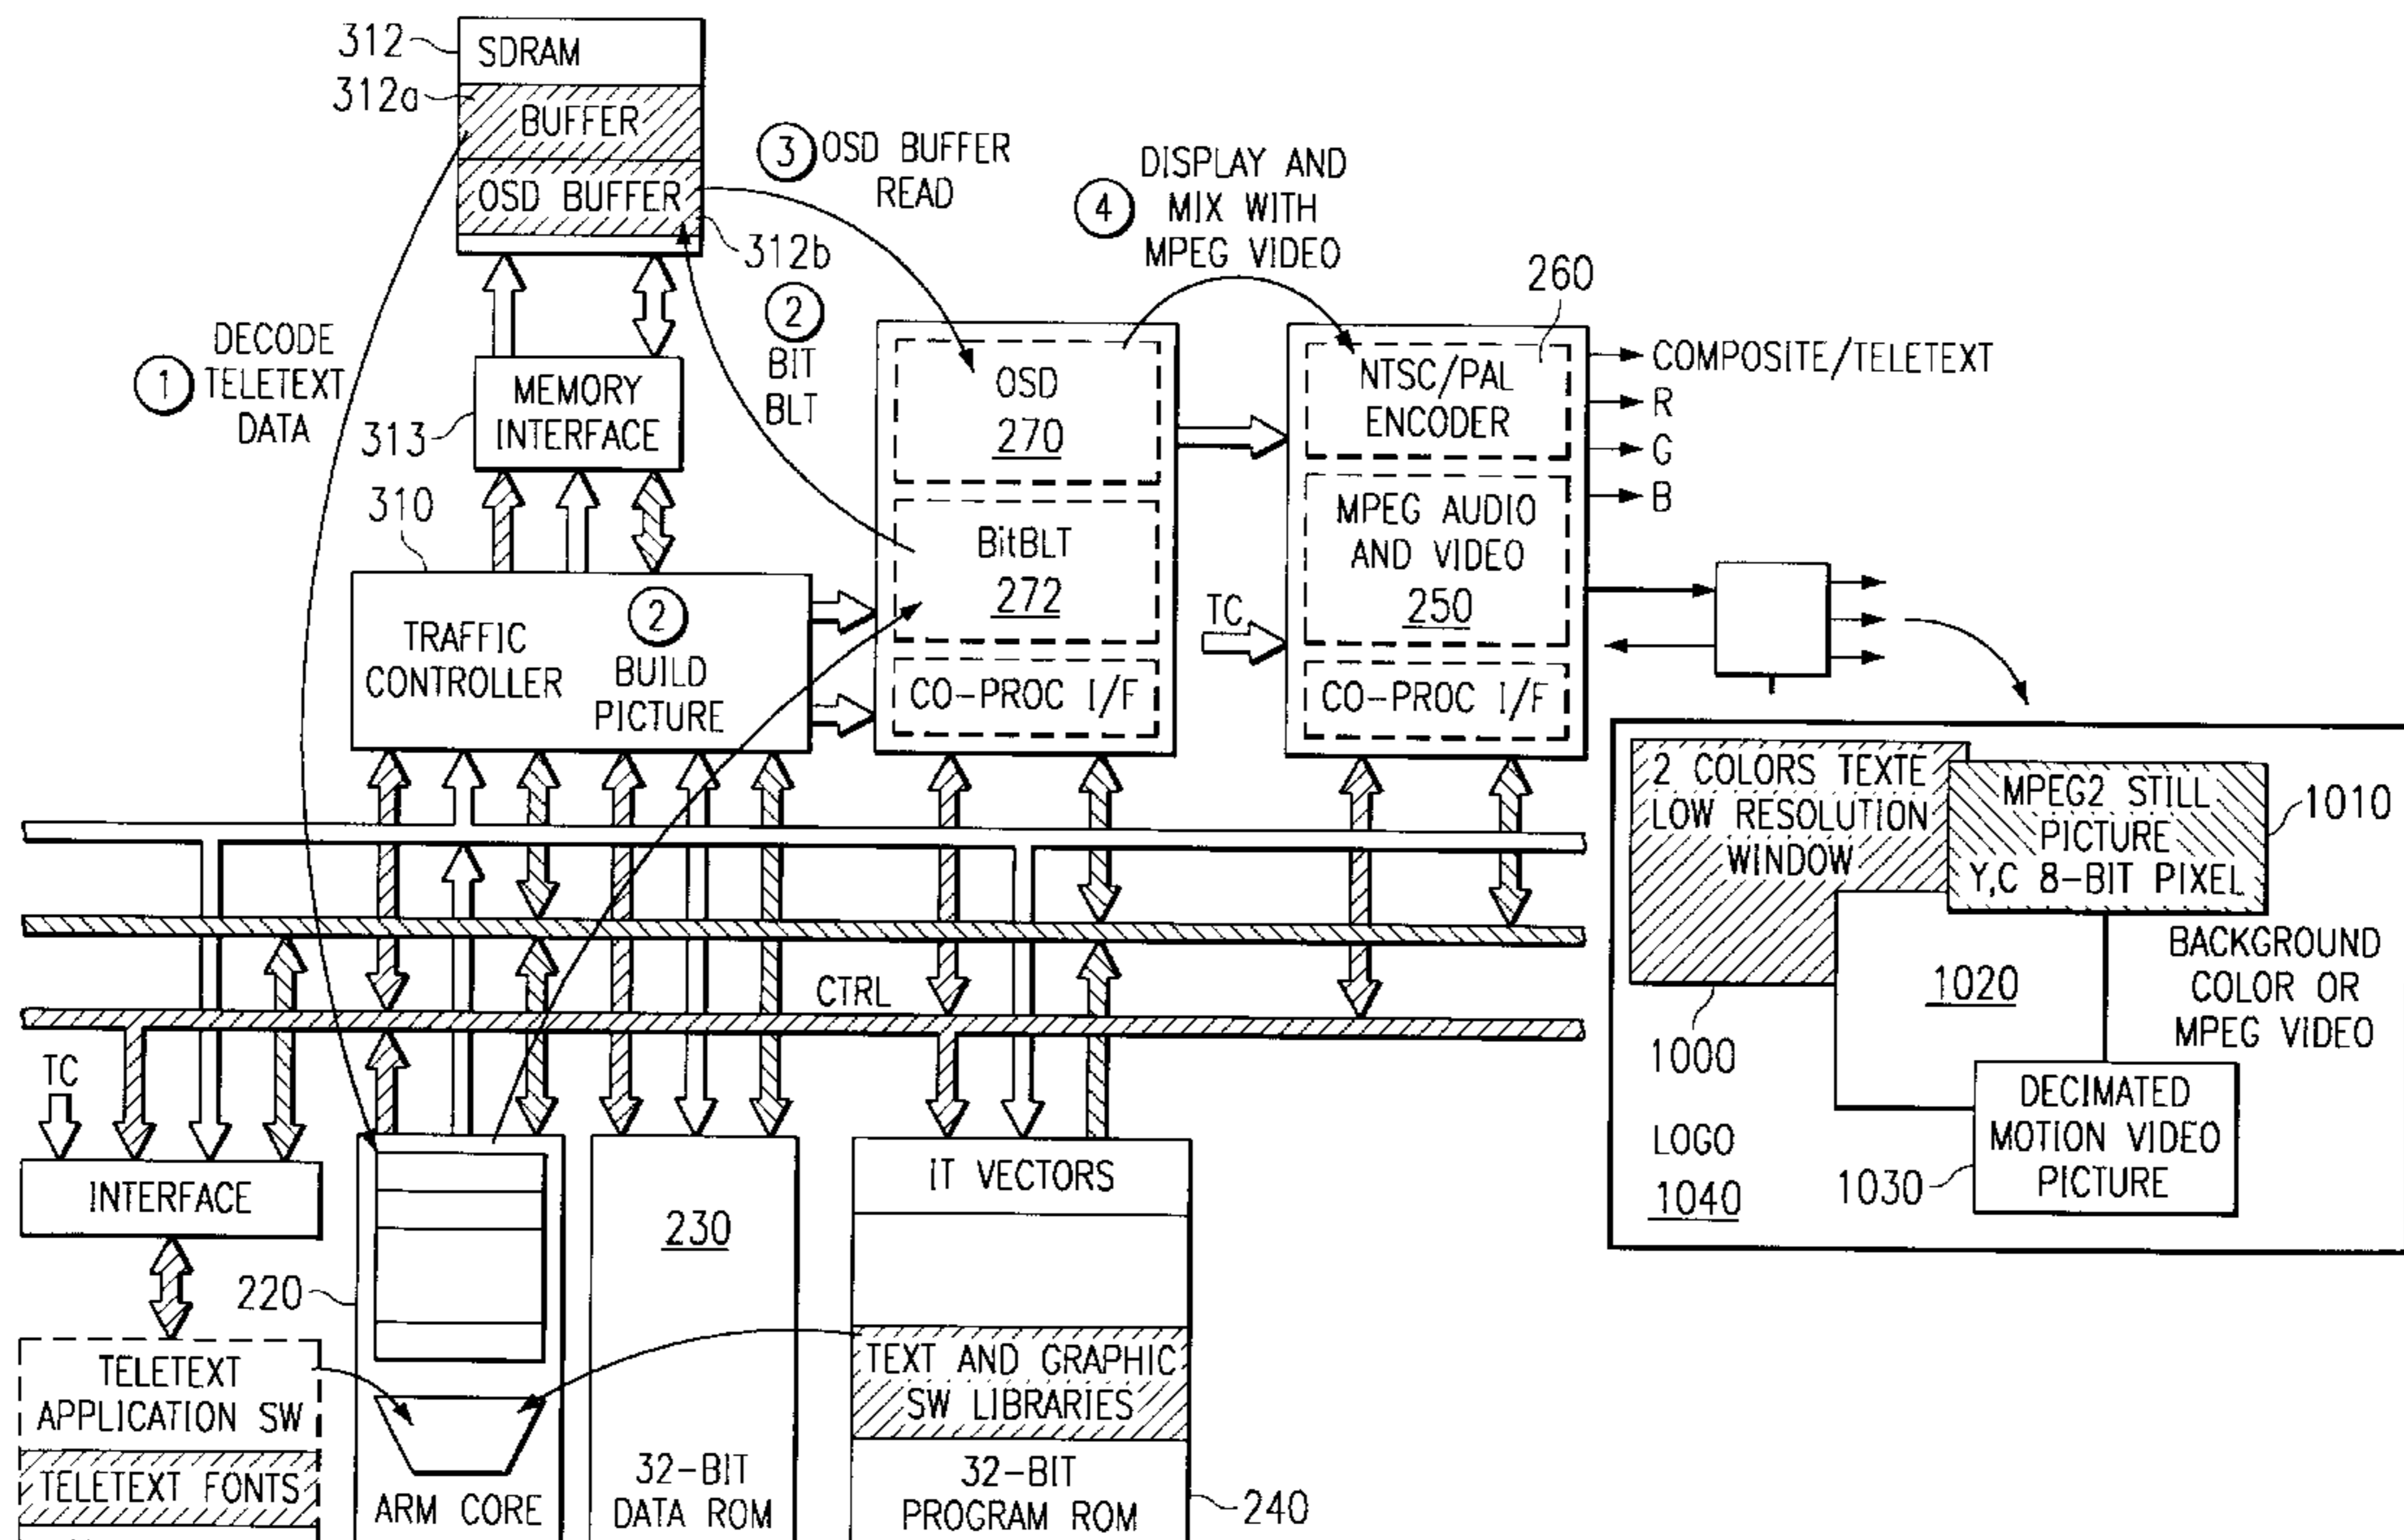 312
SDRAM
312a
BUFFER
OSD BUFFER
312b
3
OSD BUFFER
READ
4
DISPLAY AND
MIX WITH
MPEG VIDEO
1
DECODE
TELETEXT
DATA
2
BIT
BLT
MEMORY
INTERFACE
313
310
TRAFFIC
CONTROLLER
2
BUILD
PICTURE
OSD
270
BitBLT
272
CO-PROC I/F
260
NTSC/PAL
ENCODER
MPEG AUDIO
AND VIDEO
250
CO-PROC I/F
TC
COMPOSITE/TELETEXT
R
G
B
2 COLORS TEXTE
LOW RESOLUTION
WINDOW
MPEG2 STILL
PICTURE
Y,C 8-BIT PIXEL
1010
BACKGROUND
COLOR OR
MPEG VIDEO
1020
1000
DECIMATED
MOTION VIDEO
PICTURE
1030
LOGO
1040
CTRL
TC
INTERFACE
220
TELETEXT
APPLICATION SW
TELETEXT FONTS
ARM CORE
230
32-BIT
DATA ROM
IT VECTORS
TEXT AND GRAPHIC
SW LIBRARIES
32-BIT
PROGRAM ROM
240